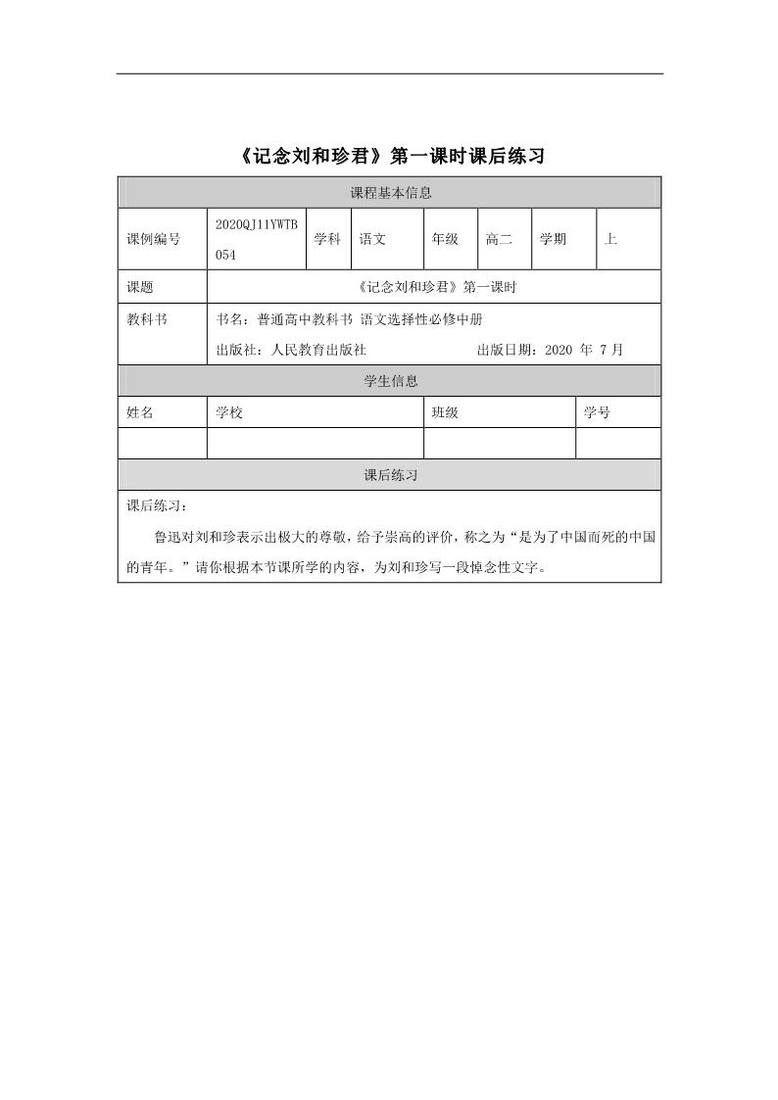 《记念刘和珍君》第一课时课后练习
课程基本信息
课例编号 2020QJ11YWTB054 学科 语文 年级 高二 学期 上
课题 《记念刘和珍君》第一课时
教科书 书名：普通高中教科书 语文选择性必修中册
出版社：人民教育出版社 出版日期：2020 年 7 月
学生信息
姓名 学校 班级 学号
课后练习
课后练习：
鲁迅对刘和珍表示出极大的尊敬，给予崇高的评价，称之为“是为了中国而死的中国
的青年。”请你根据本节课所学的内容，为刘和珍写一段悼念性文字。